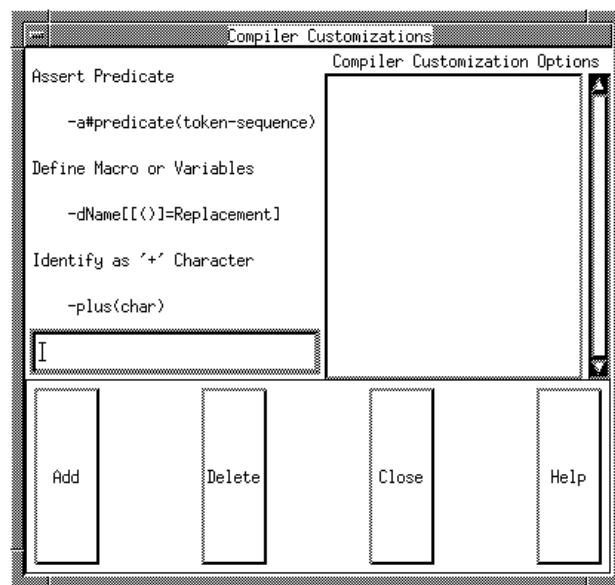 Compiler Customizations
Assert Predicate
-a#predicate(token-sequence)
Define Macro or Variables
-dName[[()]=Replacement]
Identify as '+' Character
-plus(char)
Compiler Customization Options
Add
Delete
Close
Help